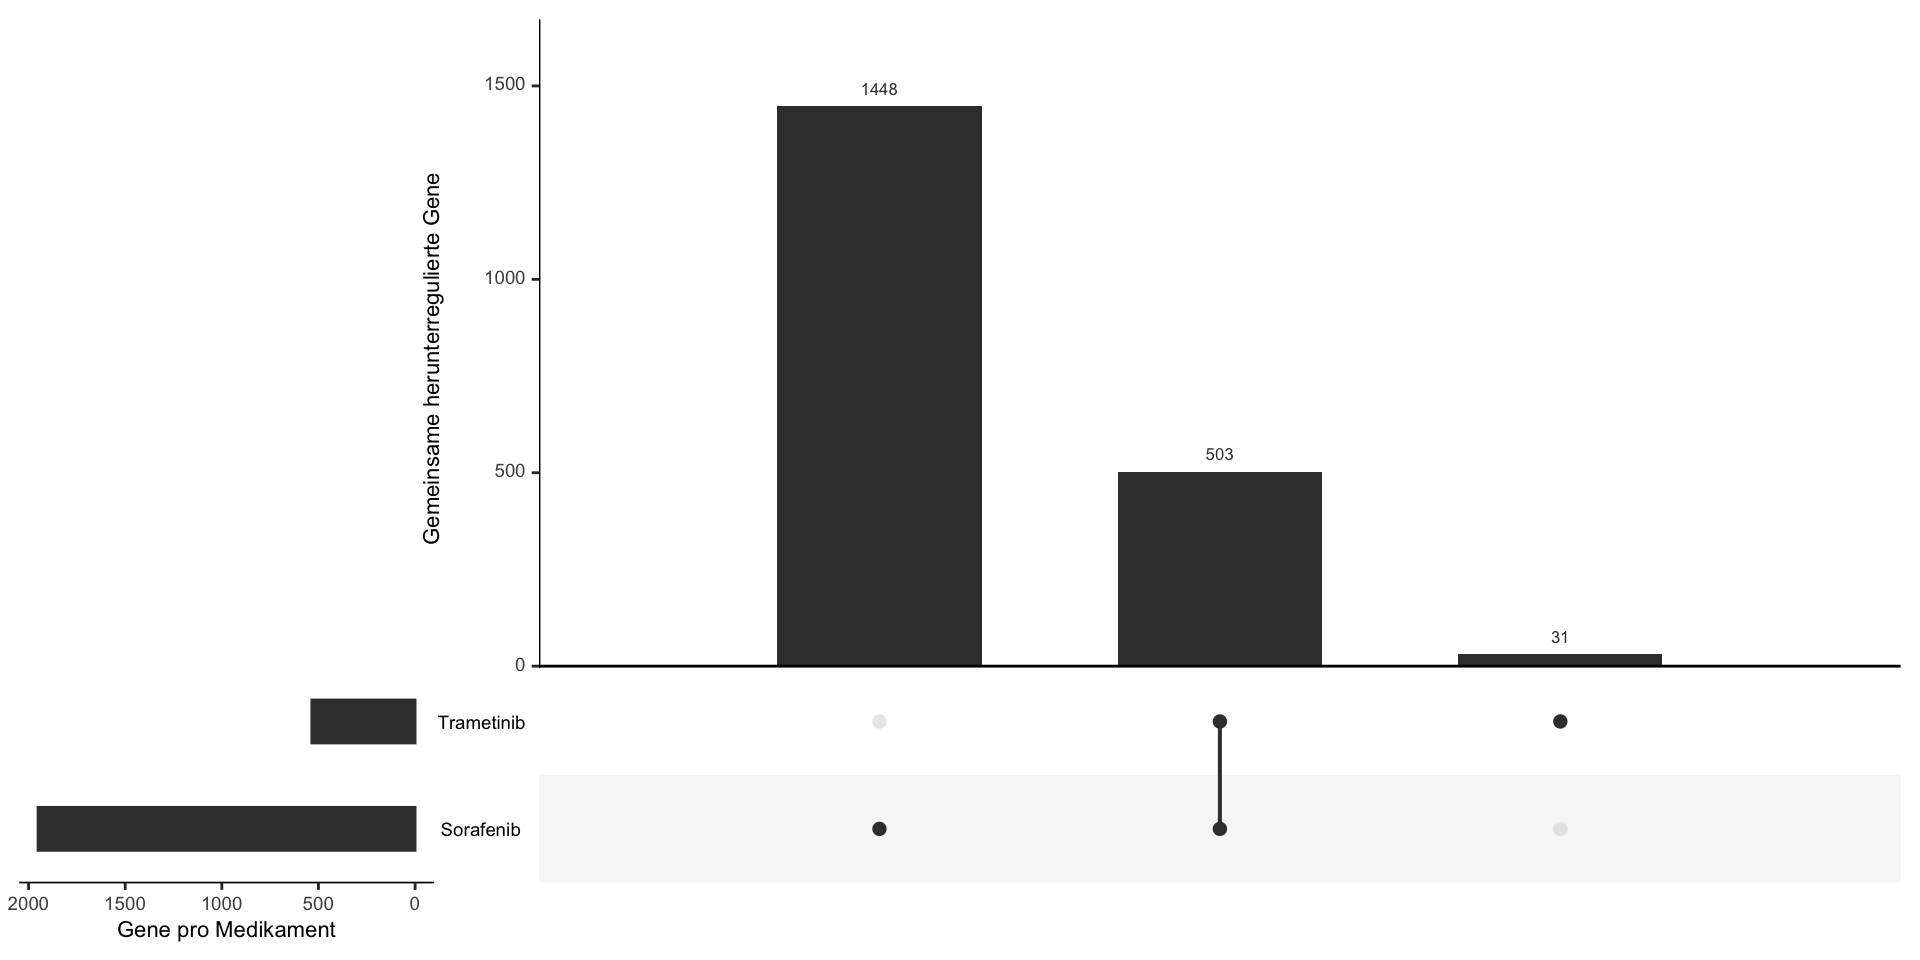 1500
1000
500
0
Gemeinsame herunterregulierte Gene
1448
503
31
Trametinib
Sorafenib
2000 1500 1000 500 0
Gene pro Medikament